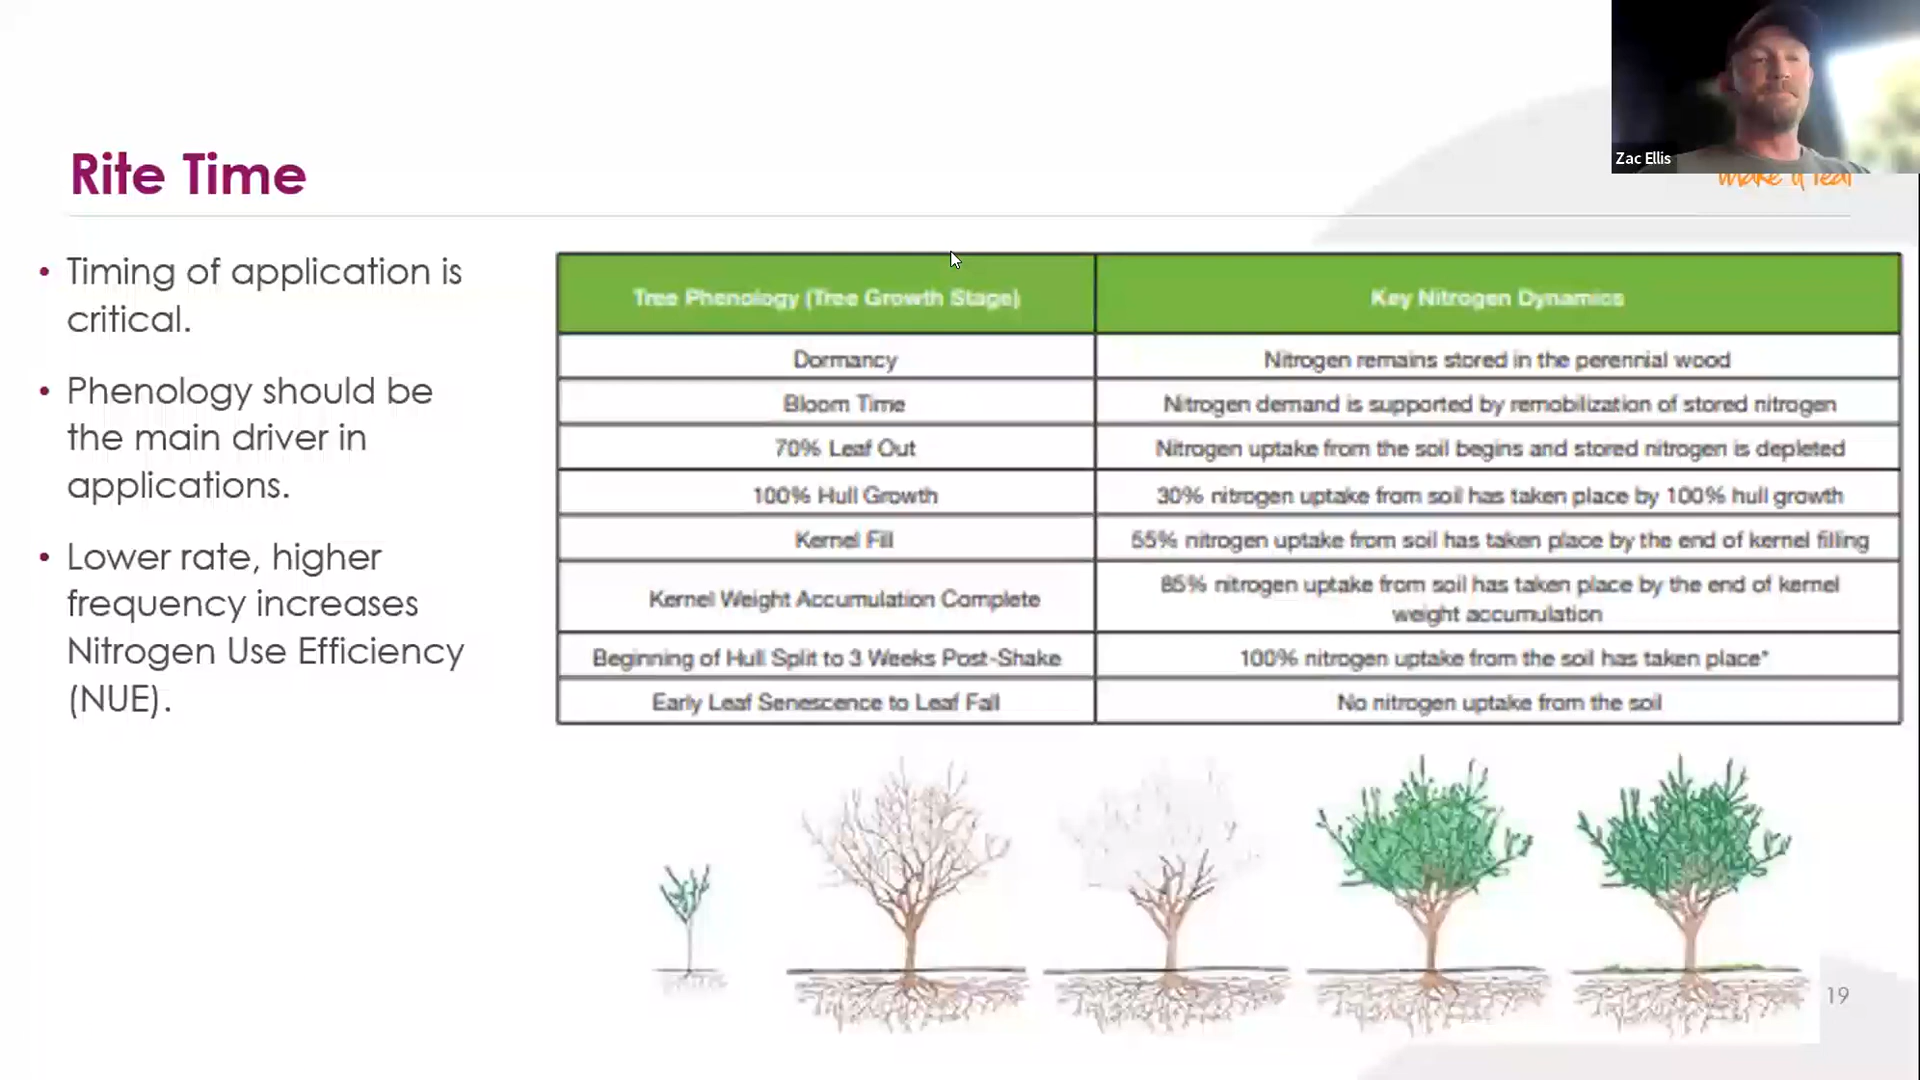 Zac Ellis
Rite Time
make it real
• Timing of application is
critical.
• Phenology should be
the main driver in
applications.
• Lower rate, higher
frequency increases
Nitrogen Use Efficiency
(NUE).
Tree Phenology (Tree Growth Stage) Key Nitrogen Dynamics
Dormancy Nitrogen remains stored in the perennial wood
Bloom Time Nitrogen demand is supported by remobilization of stored nitrogen
70% Leaf Out Nitrogen uptake from the soil begins and stored nitrogen is depleted
100% Hull Growth 30% nitrogen uptake from soil has taken place by 100% hull growth
Kernel Fill 55% nitrogen uptake from soil has taken place by the end of kernel filling
Kernel Weight Accumulation Complete 85% nitrogen uptake from soil has taken place by the end of kernel
weight accumulation
Beginning of Hull Split to 3 Weeks Post-Shake 100% nitrogen uptake from the soil has taken place*
Early Leaf Senescence to Leaf Fall No nitrogen uptake from the soil
19